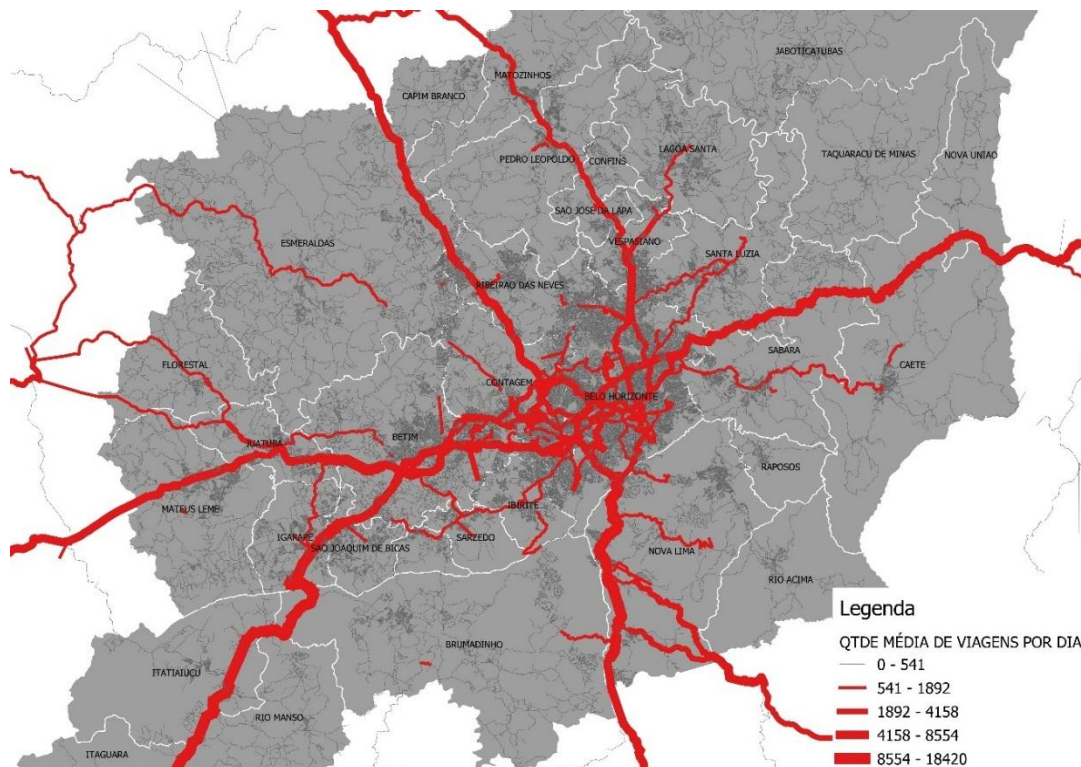 JABOTICATUBAS
MATOZINHOS
CAPIM BRANCO
LAGOA SANTA
PEDRO LEOPOLDO
CONFINS
TAQUARACU DE MINAS
NOVA UNIAO
SAO JOSE DA LAPA
ESMERALDAS
VESPASIANO
SANTA LUZIA
RIBEIRAO DAS NEVES
SABARA
FLORESTAL
CAETE
CONTAGEM
BELO HORIZONTE
JUATUBA
BETIM
RAPOSOS
MATEUS LEME
IBIRITE
IGARAPE
SARZEDO
SAO JOAQUIM DE BICAS
NOVA LIMA
RIO ACIMA
BRUMADINHO
ITATIAIUCU
RIO MANSO
ITAGUARA
Legenda
QTDE MÉDIA DE VIAGENS POR DIA
0 - 541
541 - 1892
1892 - 4158
4158 - 8554
8554 - 18420